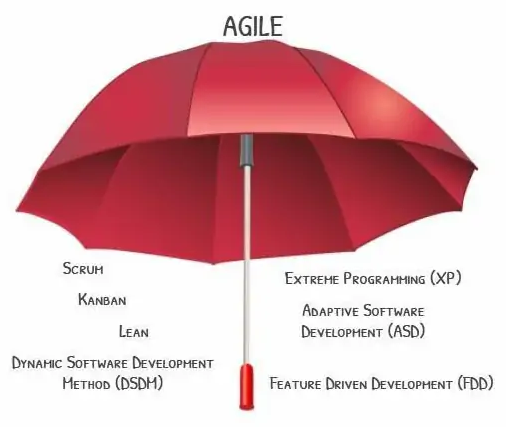 AGILE
Scrum
Kanban
Lean
Dynamic Software Development
Method (DSDM)
Extreme Programming (XP)
Adaptive Software
Development (ASD)
Feature Driven Development (FDD)